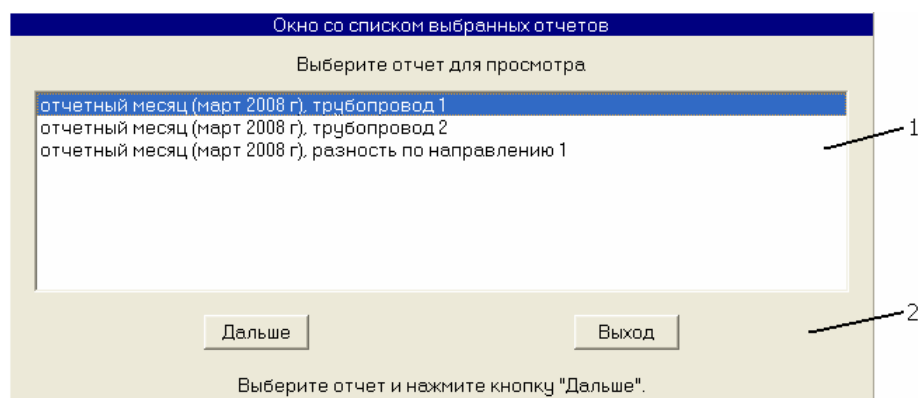 Окно со списком выбранных отчетов
Выберите отчет для просмотра
отчетный месяц (март 2008 г), трубопровод 1
отчетный месяц (март 2008 г), трубопровод 2
отчетный месяц (март 2008 г), разность по направлению 1
1
2
Дальше Выход
Выберите отчет и нажмите кнопку "Дальше".